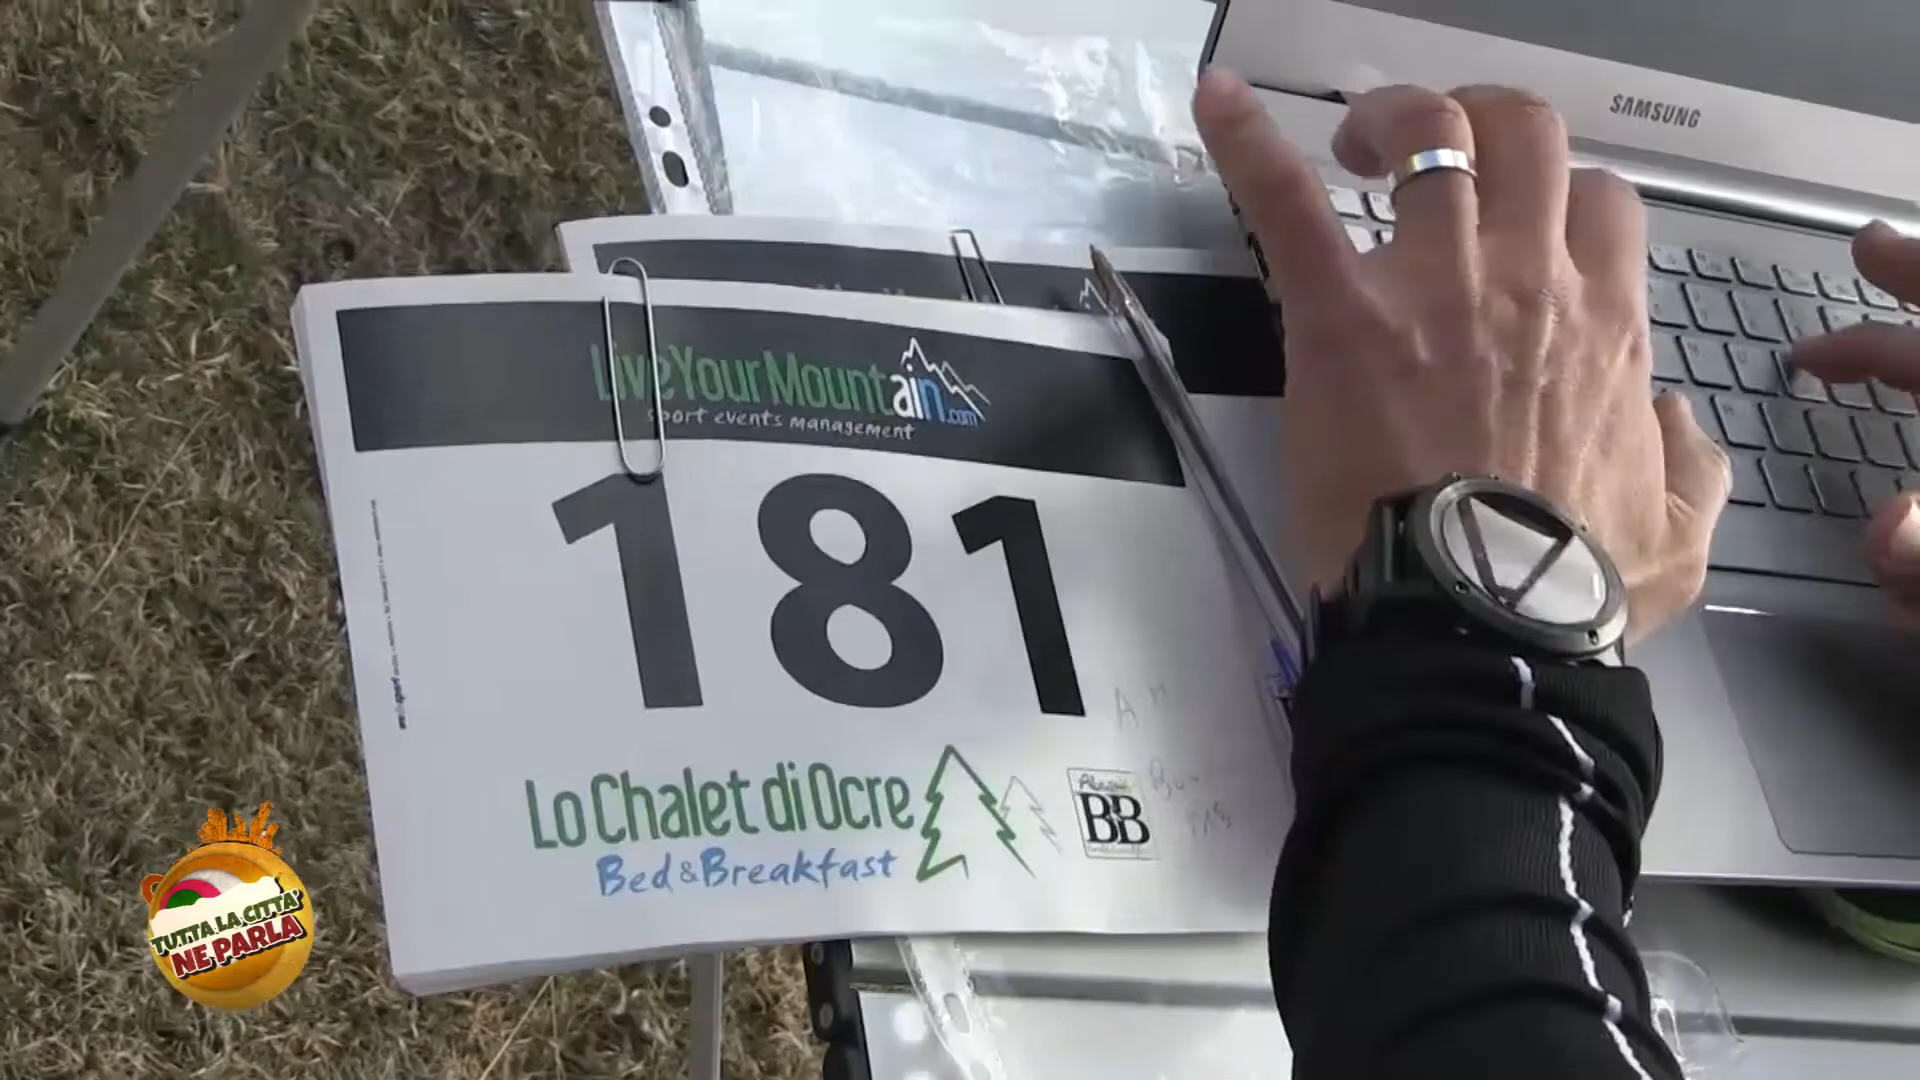 SAMSUNG
LiveYourMountain.com
sport events management
181
Lo Chalet di Ocre
Bed & Breakfast
BB
TUTTA LA CITTA'
NE PARLA